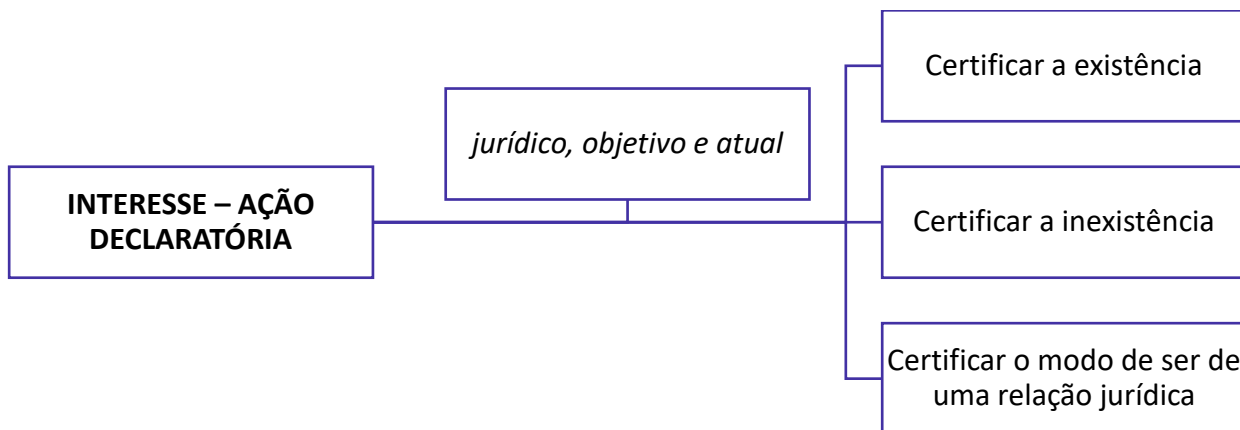 INTERESSE – AÇÃO
DECLARATÓRIA
jurídico, objetivo e atual
Certificar a existência
Certificar a inexistência
Certificar o modo de ser de
uma relação jurídica